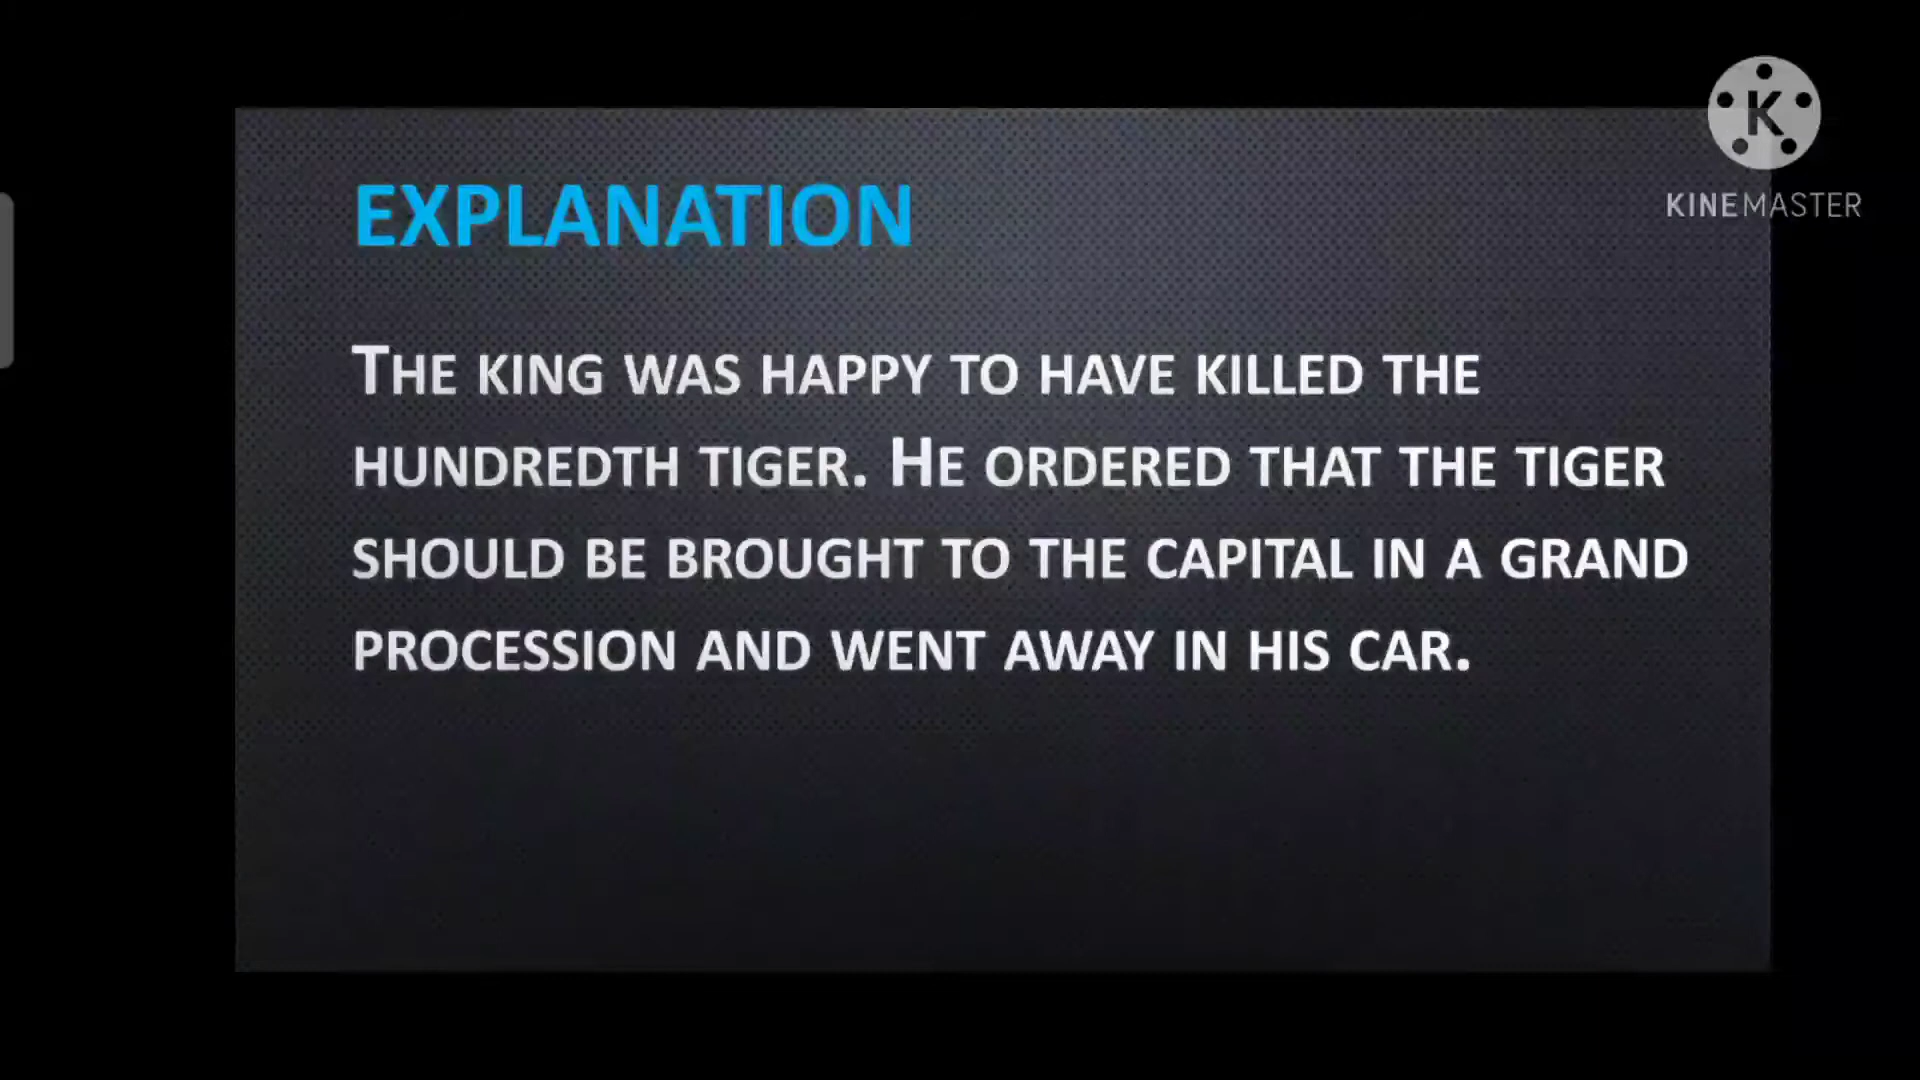 K
KINEMASTER
EXPLANATION
THE KING WAS HAPPY TO HAVE KILLED THE
HUNDREDTH TIGER. HE ORDERED THAT THE TIGER
SHOULD BE BROUGHT TO THE CAPITAL IN A GRAND
PROCESSION AND WENT AWAY IN HIS CAR.